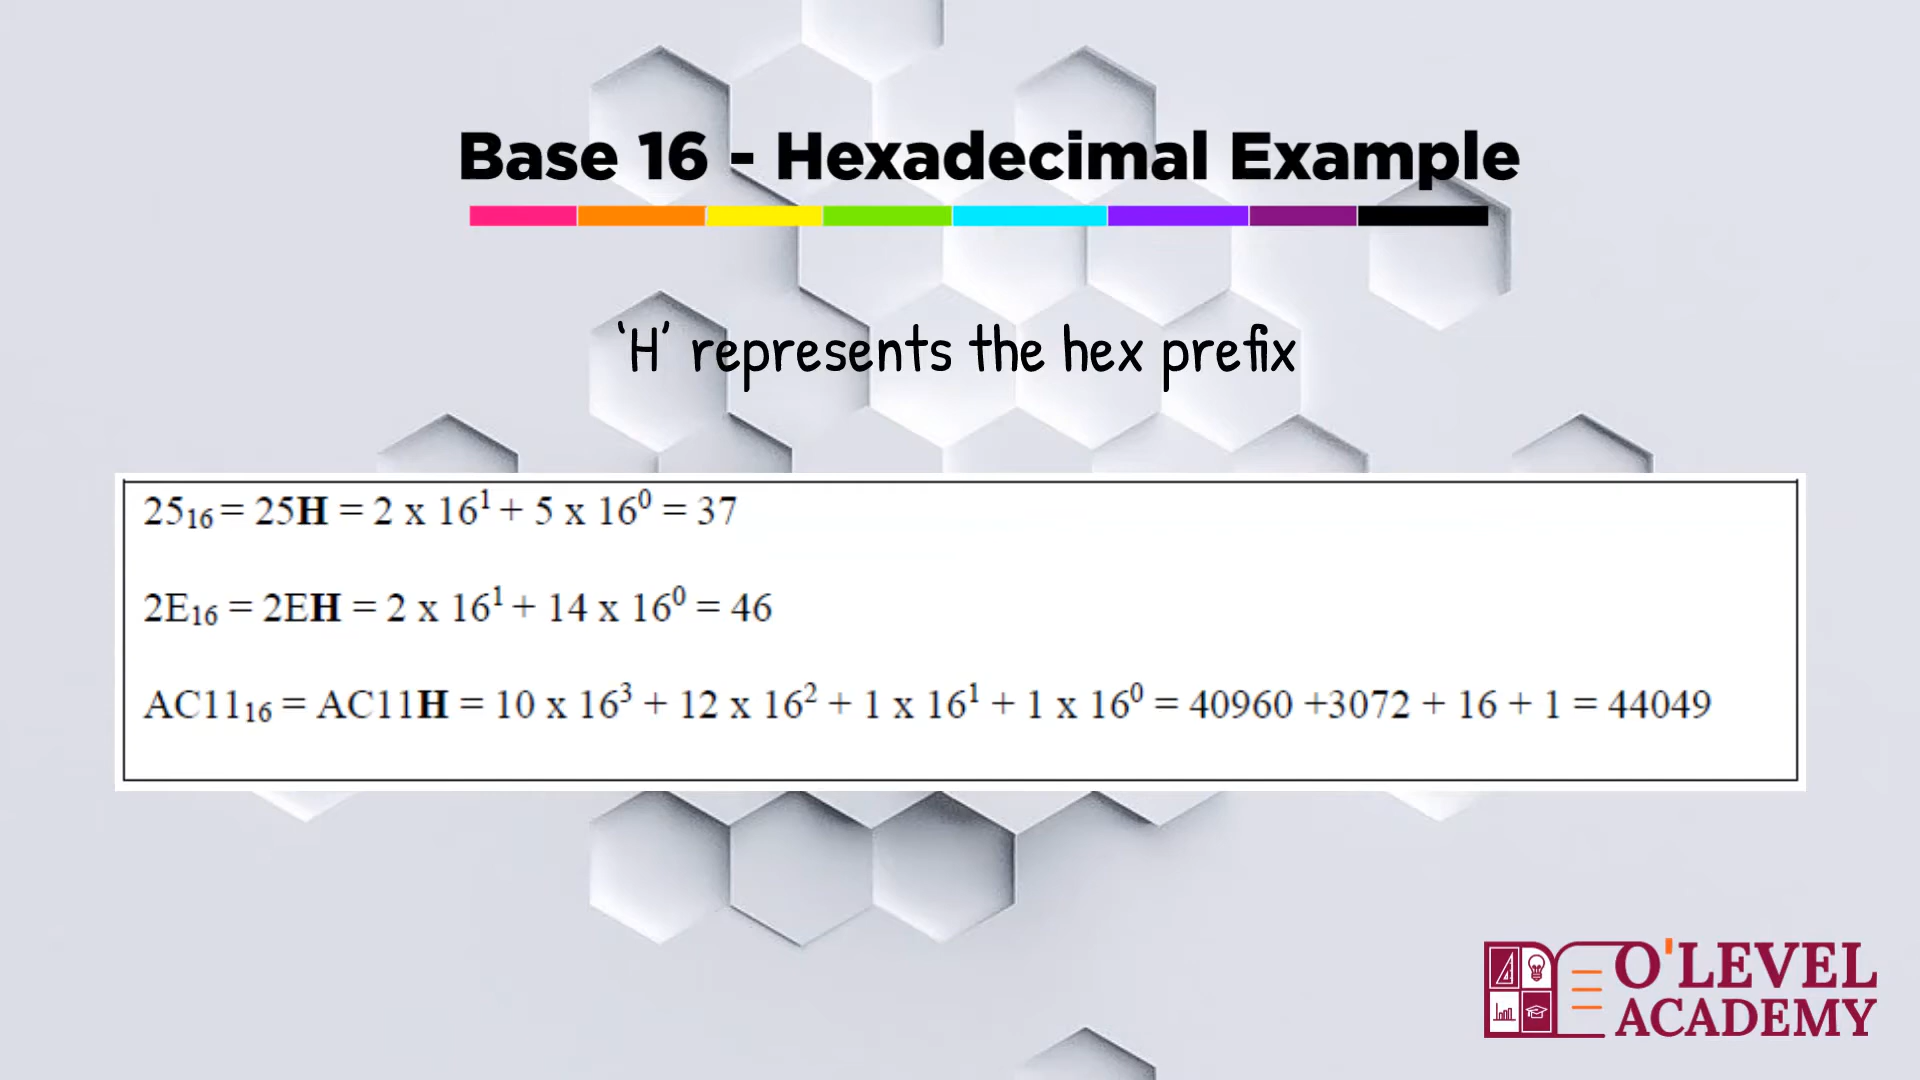 Base 16 - Hexadecimal Example
‘H’ represents the hex prefix
25₁₆ = 25H = 2 x 16¹ + 5 x 16⁰ = 37
2E₁₆ = 2EH = 2 x 16¹ + 14 x 16⁰ = 46
AC11₁₆ = AC11H = 10 x 16³ + 12 x 16² + 1 x 16¹ + 1 x 16⁰ = 40960 +3072 + 16 + 1 = 44049
O'LEVEL
ACADEMY